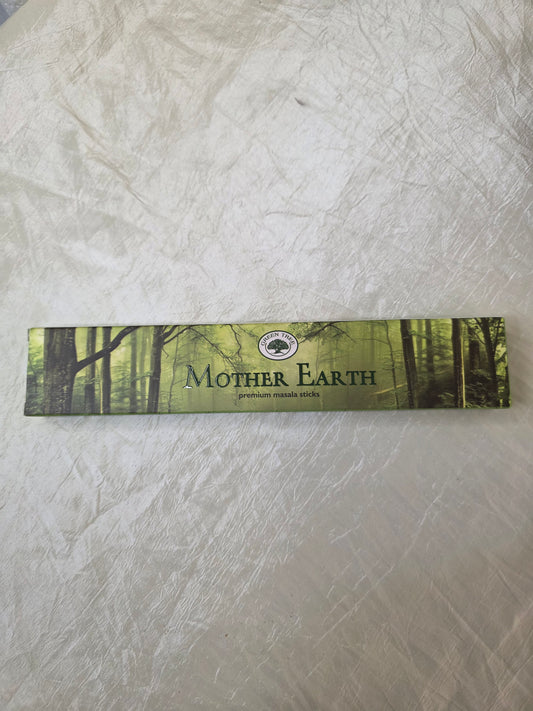 GREEN TREE
MOTHER EARTH
premium masala sticks